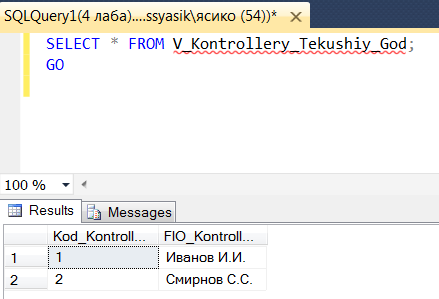 SQLQuery1(4 лаба)....ssyasik\ясико (54))* ×
SELECT * FROM V_Kontrollery_Tekushiy_God;
GO
100 %
Results Messages
Kod_Kontroll... FIO_Kontroll...
1 1 Иванов И.И.
2 2 Смирнов С.С.